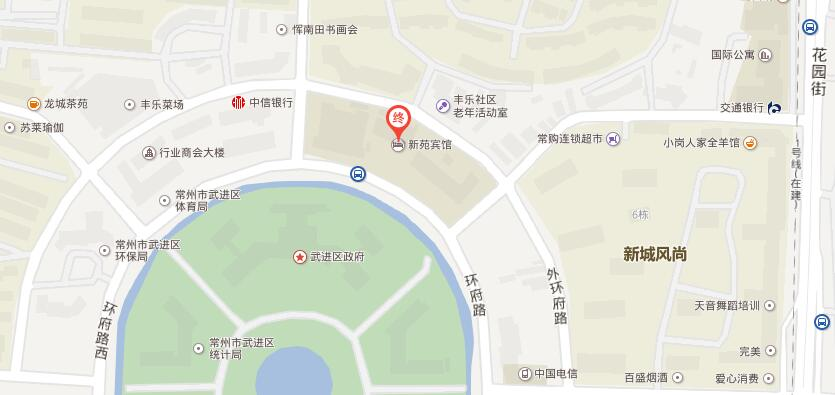 恽南田书画会
国际公寓
花园街
龙城茶苑
丰乐菜场
中信银行
终
丰乐社区
老年活动室
交通银行
苏莱瑜伽
行业商会大楼
新苑宾馆
常购连锁超市
小岗人家全羊馆
1号线(在建)
常州市武进区
体育局
6栋
常州市武进区
环保局
武进区政府
新城风尚
环府路
外环府路
环府路西
天音舞蹈培训
常州市武进区
统计局
完美
中国电信
百盛烟酒
爱心消费